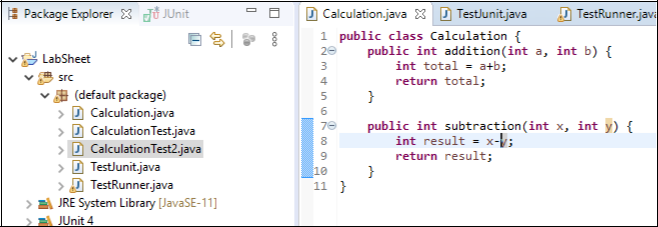 Package Explorer JUnit
LabSheet
src
(default package)
Calculation.java
CalculationTest.java
CalculationTest2.java
TestJunit.java
TestRunner.java
JRE System Library [JavaSE-11]
JUnit 4
Calculation.java TestJunit.java TestRunner.java
1 public class Calculation {
2 public int addition(int a, int b) {
3 int total = a+b;
4 return total;
5 }
6
7 public int subtraction(int x, int y) {
8 int result = x-y;
9 return result;
10 }
11 }